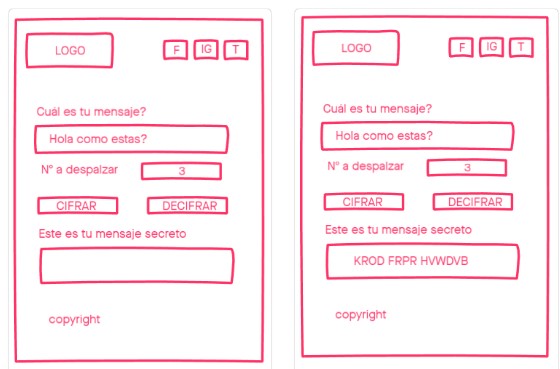 LOGO F IG T
Cuál es tu mensaje?
Hola como estas?
Nº a despalzar 3
CIFRAR DECIFRAR
Este es tu mensaje secreto
copyright
LOGO F IG T
Cuál es tu mensaje?
Hola como estas?
Nº a despalzar 3
CIFRAR DECIFRAR
Este es tu mensaje secreto
KROD FRPR HVWDVB
copyright